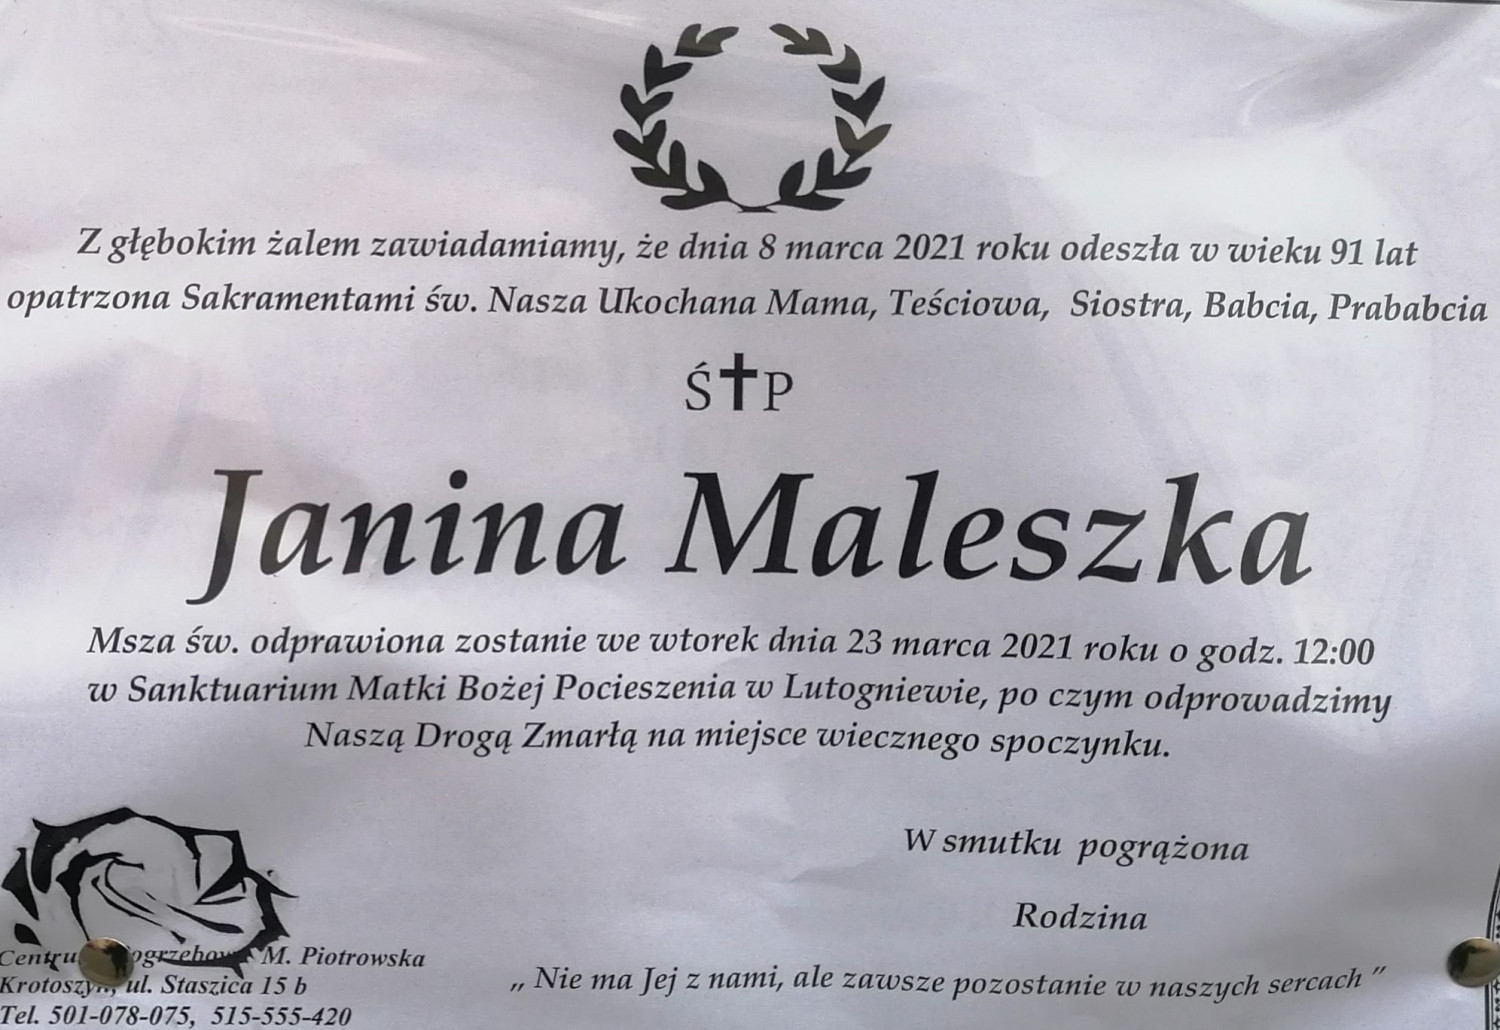 Z głębokim żalem zawiadamiamy, że dnia 8 marca 2021 roku odeszła w wieku 91 lat
opatrzona Sakramentami św. Nasza Ukochana Mama, Teściowa, Siostra, Babcia, Prababcia
Ś✝P
Janina Maleszka
Msza św. odprawiona zostanie we wtorek dnia 23 marca 2021 roku o godz. 12:00
w Sanktuarium Matki Bożej Pocieszenia w Lutogniewie, po czym odprowadzimy
Naszą Drogą Zmarłą na miejsce wiecznego spoczynku.
W smutku pogrążona
Rodzina
M. Piotrowska
Krotoszyn, ul. Staszica 15 b
Tel. 501-078-075, 515-555-420
„ Nie ma Jej z nami, ale zawsze pozostanie w naszych sercach ”